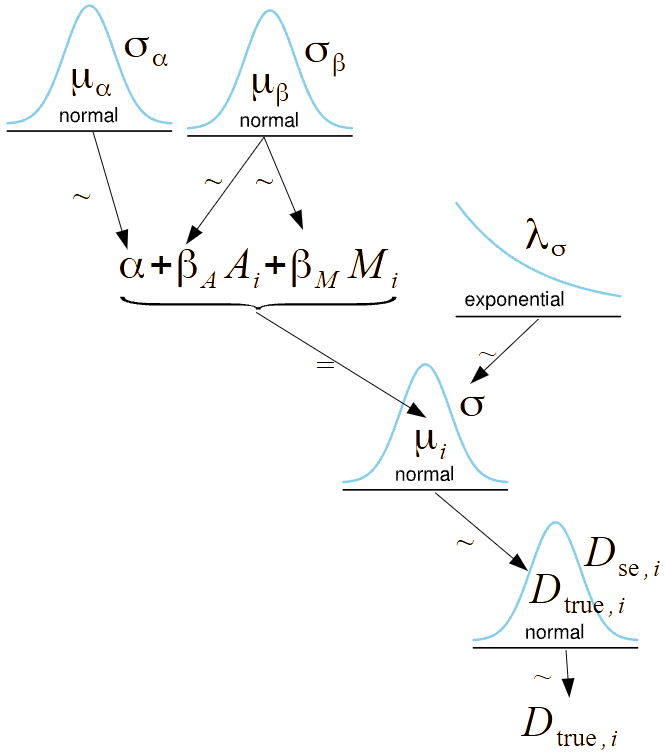 σα σβ
μα μβ
normal normal
~ ~ ~
α+βA Ai+βM Mi
λσ
exponential
= ~
σ
μi
normal
~
Dse,i
Dtrue,i
normal
~
Dtrue,i